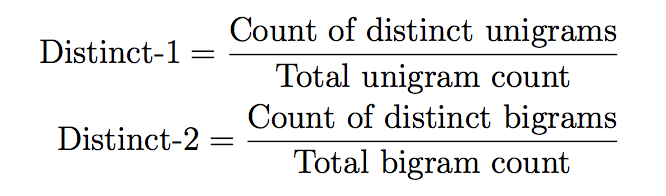 Distinct-1 = Count of distinct unigrams / Total unigram count
Distinct-2 = Count of distinct bigrams / Total bigram count